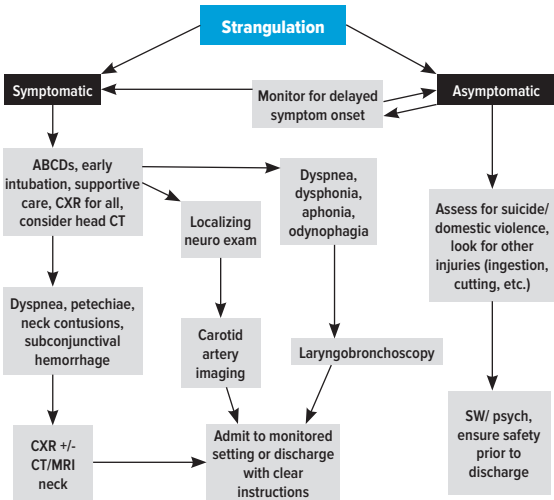 Strangulation
Symptomatic
Monitor for delayed
symptom onset
Asymptomatic
ABCDs, early
intubation, supportive
care, CXR for all,
consider head CT
Localizing
neuro exam
Dyspnea,
dysphonia,
aphonia,
odynophagia
Assess for suicide/
domestic violence,
look for other
injuries (ingestion,
cutting, etc.)
Dyspnea, petechiae,
neck contusions,
subconjunctival
hemorrhage
Carotid
artery
imaging
Laryngobronchoscopy
CXR +/-
CT/MRI
neck
Admit to monitored
setting or discharge
with clear
instructions
SW/ psych,
ensure safety
prior to
discharge